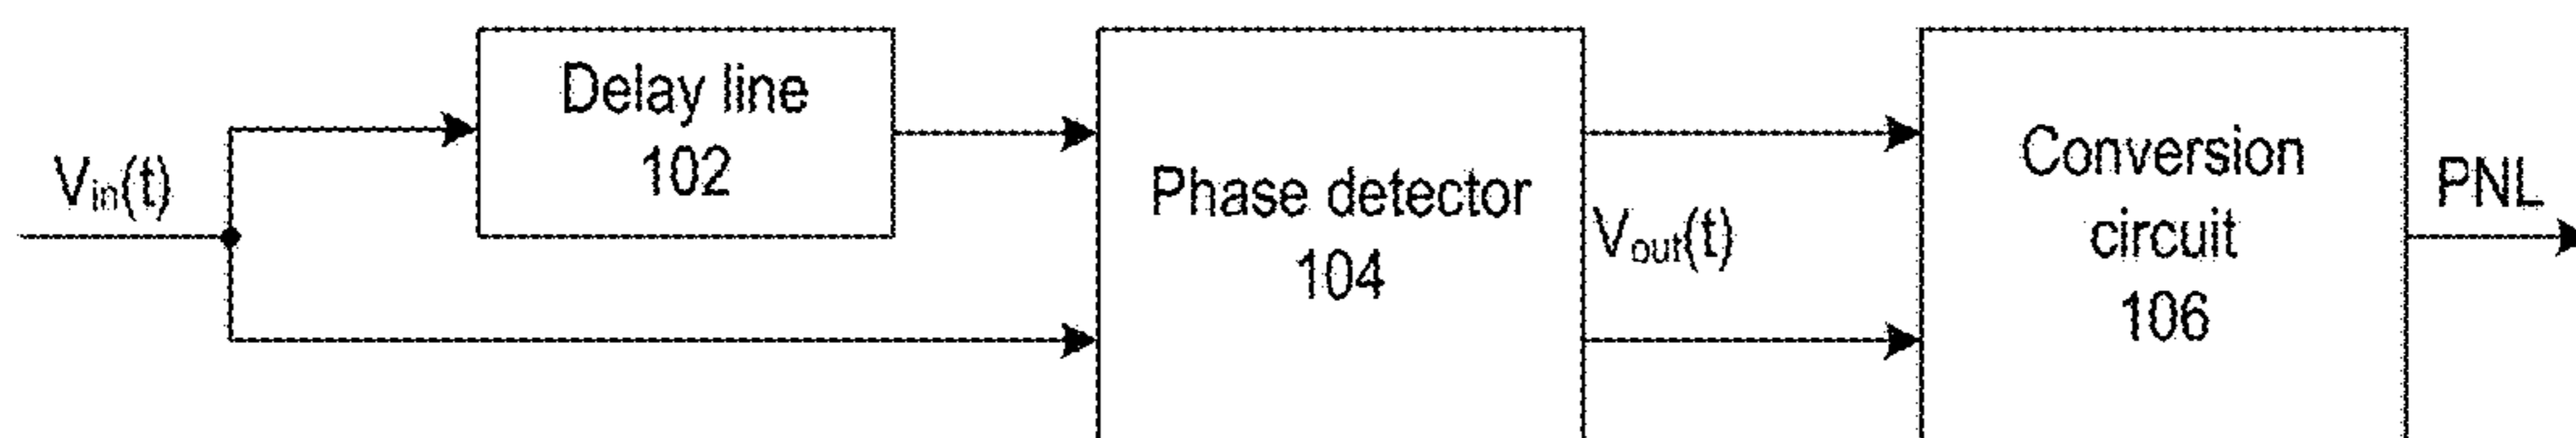 Vin(t)
Delay line
102
Phase detector
104
Vout(t)
Conversion
circuit
106
PNL